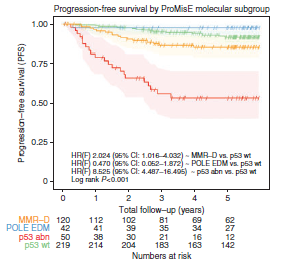 Progression-free survival by ProMisE molecular subgroup
Progression–free survival (PFS)
1.00
0.75
0.50
0.25
0
HR(F) 2.024 (95% CI: 1.016–4.032) – MMR–D vs. p53 wt
HR(F) 0.470 (95% CI: 0.052–1.872) – POLE EDM vs. p53 wt
HR(F) 8.525 (95% CI: 4.487–16.495) – p53 abn vs. p53 wt
Log rank P<0.001
0 1 2 3 4 5
Total follow–up (years)
MMR–D 120 112 102 81 69 62
POLE EDM 42 41 39 35 34 27
p53 abn 50 38 30 21 16 12
p53 wt 219 214 204 183 163 142
Numbers at risk